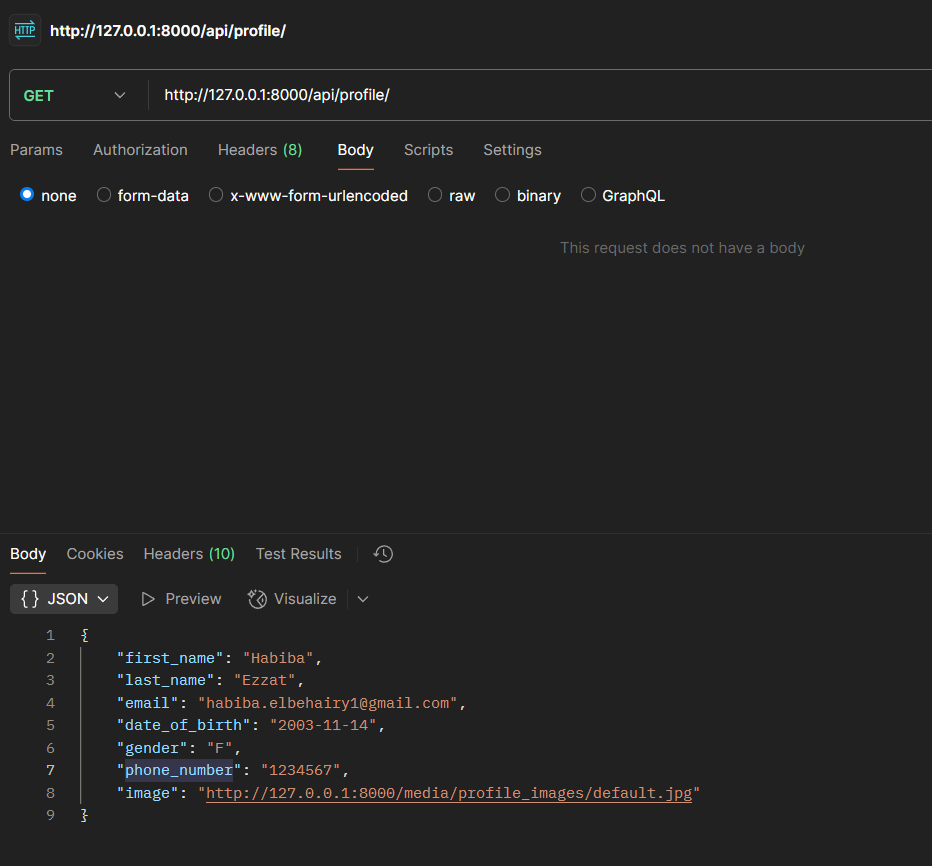 HTTP http://127.0.0.1:8000/api/profile/
GET http://127.0.0.1:8000/api/profile/
Params Authorization Headers (8) Body Scripts Settings
none form-data x-www-form-urlencoded raw binary GraphQL
This request does not have a body
Body Cookies Headers (10) Test Results
{} JSON Preview Visualize
1 {
2 "first_name": "Habiba",
3 "last_name": "Ezzat",
4 "email": "habiba.elbehairy1@gmail.com",
5 "date_of_birth": "2003-11-14",
6 "gender": "F",
7 "phone_number": "1234567",
8 "image": "http://127.0.0.1:8000/media/profile_images/default.jpg"
9 }